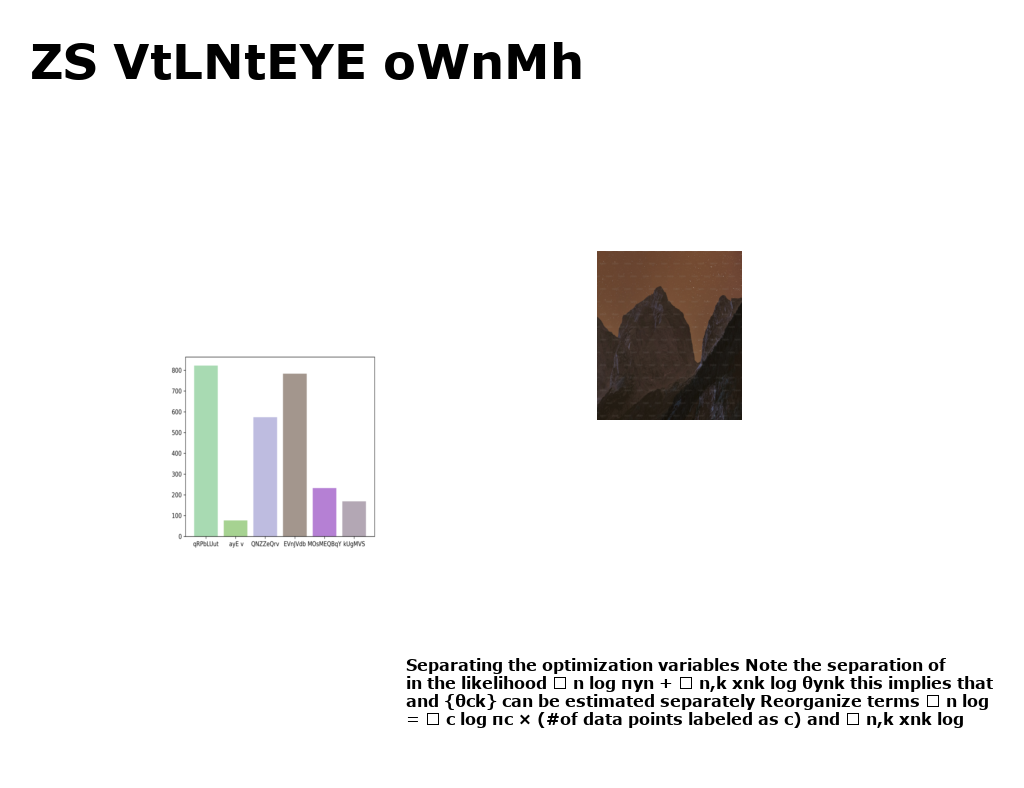 ZS VtLNtEYE oWnMh
800
700
600
500
400
300
200
100
0
qRPbLUut ayE v QNZZeQrv EVnJVdb MOsMEQBqY kUgMVS
Separating the optimization variables Note the separation of
in the likelihood □ n log πyn + □ n,k xnk log θynk this implies that
and {θck} can be estimated separately Reorganize terms □ n log
= □ c log πc × (#of data points labeled as c) and □ n,k xnk log